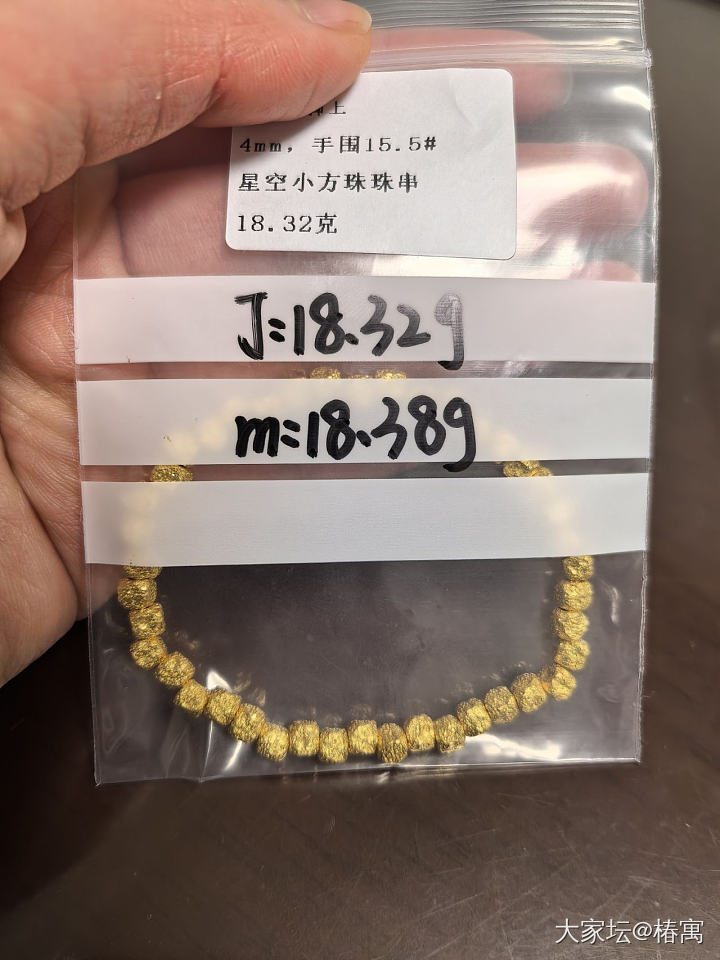 4mm, 手围15.5#
星空小方珠珠串
18.32克
J=18.32g
m=18.38g
大家坛@椿寓